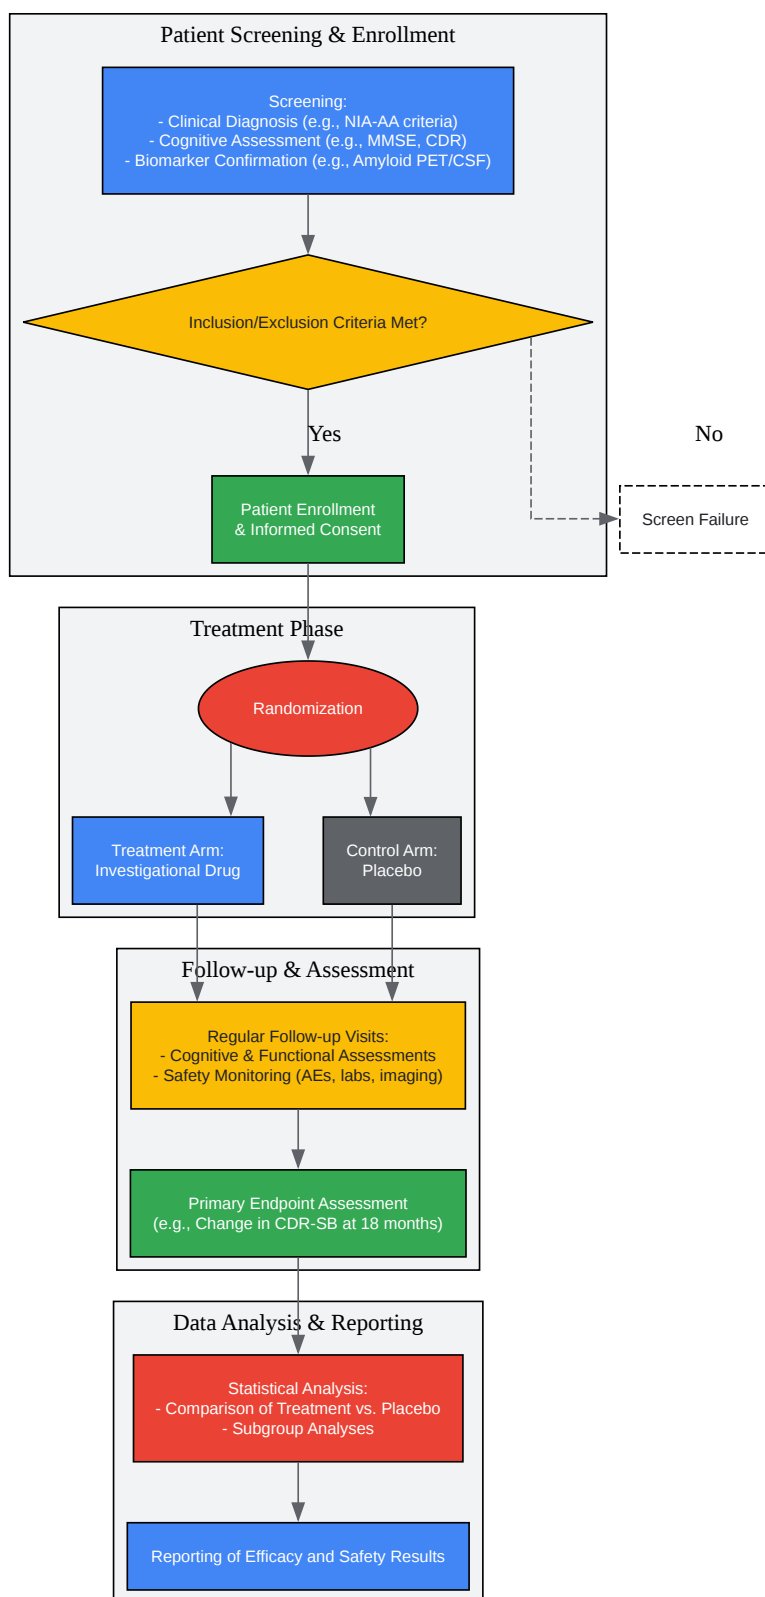 Patient Screening & Enrollment
Screening:
- Clinical Diagnosis (e.g., NIA-AA criteria)
- Cognitive Assessment (e.g., MMSE, CDR)
- Biomarker Confirmation (e.g., Amyloid PET/CSF)
Inclusion/Exclusion Criteria Met?
Yes
No
Patient Enrollment
& Informed Consent
Screen Failure
Treatment Phase
Randomization
Treatment Arm:
Investigational Drug
Control Arm:
Placebo
Follow-up & Assessment
Regular Follow-up Visits:
- Cognitive & Functional Assessments
- Safety Monitoring (AEs, labs, imaging)
Primary Endpoint Assessment
(e.g., Change in CDR-SB at 18 months)
Data Analysis & Reporting
Statistical Analysis:
- Comparison of Treatment vs. Placebo
- Subgroup Analyses
Reporting of Efficacy and Safety Results